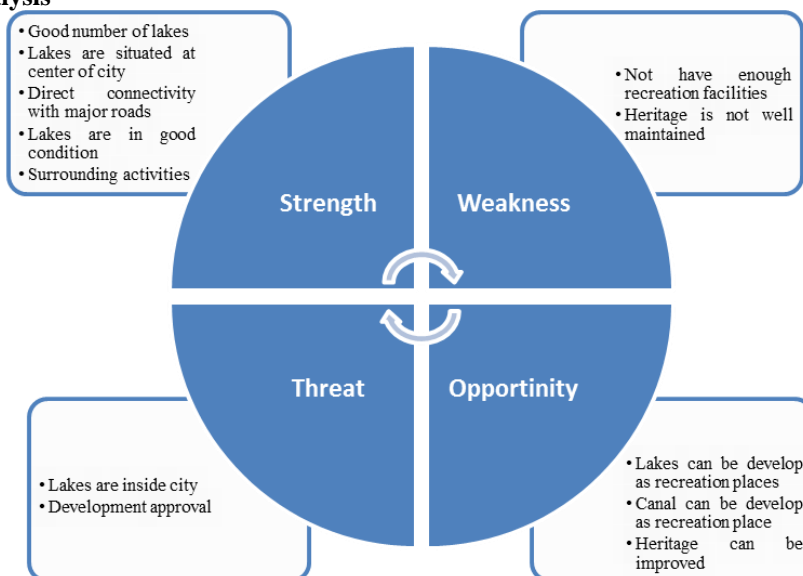 • Good number of lakes
• Lakes are situated at
center of city
• Direct connectivity
with major roads
• Lakes are in good
condition
• Surrounding activities
• Not have enough
recreation facilities
• Heritage is not well
maintained
Strength
Weakness
Threat
Opportinity
• Lakes are inside city
• Development approval
• Lakes can be develop
as recreation places
• Canal can be develop
as recreation place
• Heritage can be
improved